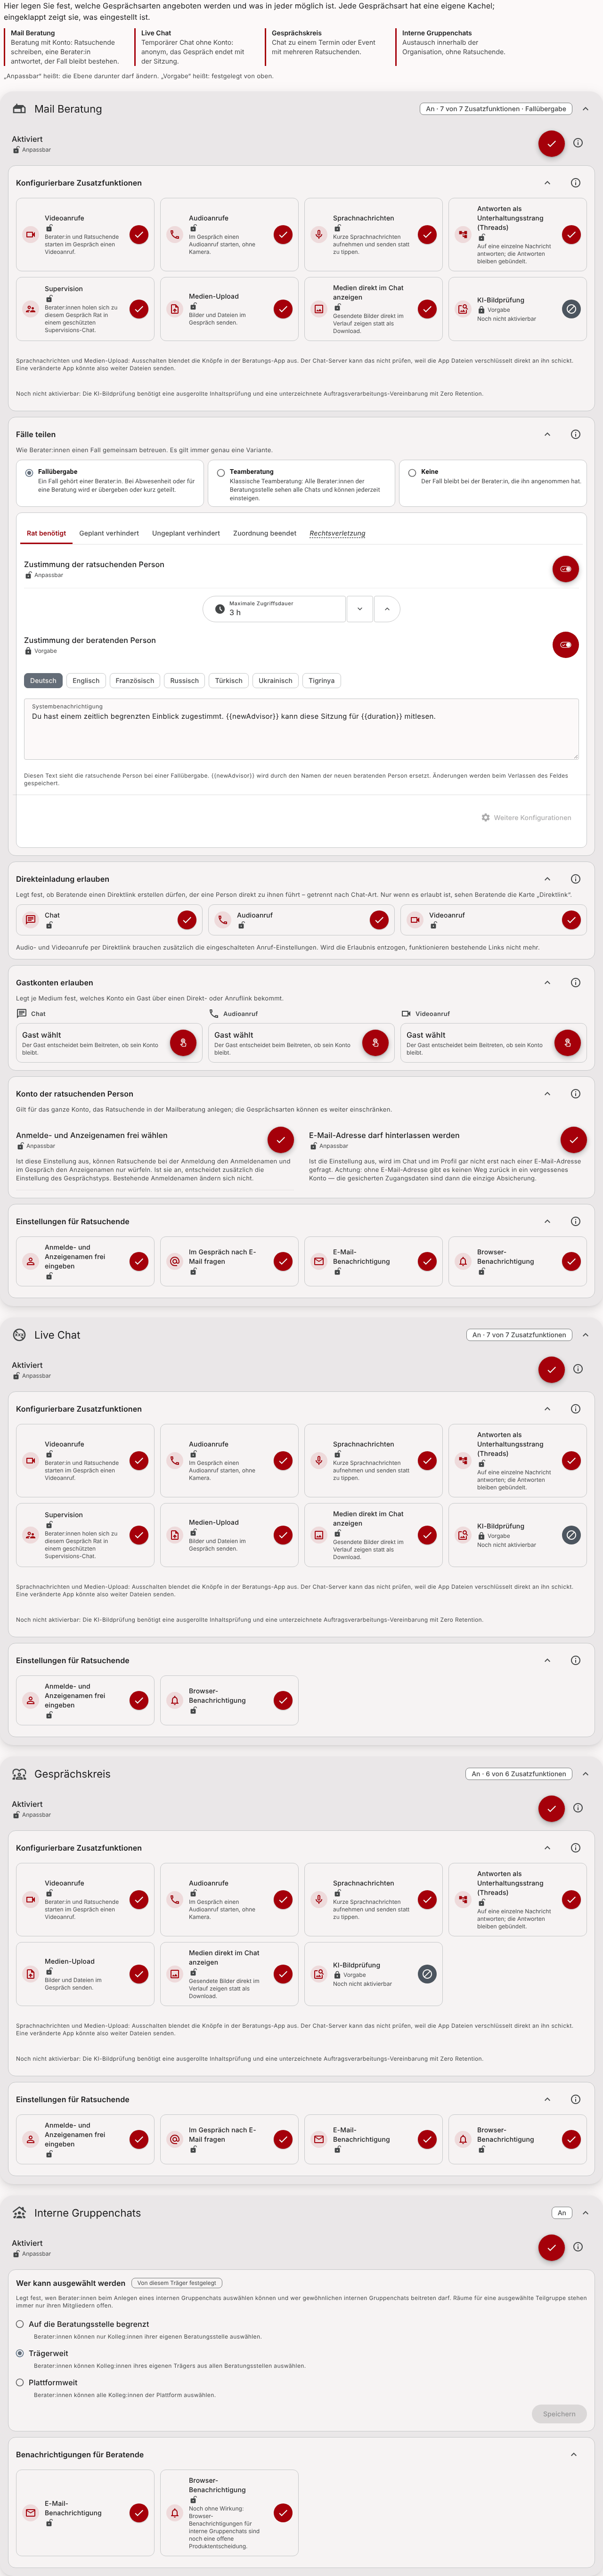 Hier legen Sie fest, welche Gesprächsarten angeboten werden und was in jeder möglich ist. Jede Gesprächsart hat eine eigene Kachel;
eingeklappt zeigt sie, was eingestellt ist.
Mail Beratung
Beratung mit Konto: Ratsuchende
schreiben, eine Berater:in
antwortet, der Fall bleibt bestehen.
Live Chat
Temporärer Chat ohne Konto:
anonym, das Gespräch endet mit
der Sitzung.
Gesprächskreis
Chat zu einem Termin oder Event
mit mehreren Ratsuchenden.
Interne Gruppenchats
Austausch innerhalb der
Organisation, ohne Ratsuchende.
„Anpassbar" heißt: die Ebene darunter darf ändern. „Vorgabe" heißt: festgelegt von oben.
Mail Beratung
An · 7 von 7 Zusatzfunktionen · Fallübergabe
Aktiviert
Anpassbar
Konfigurierbare Zusatzfunktionen
Videoanrufe
Berater:in und Ratsuchende
starten im Gespräch einen
Videoanruf.
Audioanrufe
Im Gespräch einen
Audioanruf starten, ohne
Kamera.
Sprachnachrichten
Kurze Sprachnachrichten
aufnehmen und senden statt
zu tippen.
Antworten als
Unterhaltungsstrang
(Threads)
Auf eine einzelne Nachricht
antworten; die Antworten
bleiben gebündelt.
Supervision
Berater:innen holen sich zu
diesem Gespräch Rat in
einem geschützten
Supervisions-Chat.
Medien-Upload
Bilder und Dateien im
Gespräch senden.
Medien direkt im Chat
anzeigen
Gesendete Bilder direkt im
Verlauf zeigen statt als
Download.
KI-Bildprüfung
Vorgabe
Noch nicht aktivierbar
Sprachnachrichten und Medien-Upload: Ausschalten blendet die Knöpfe in der Beratungs-App aus. Der Chat-Server kann das nicht prüfen, weil die App Dateien verschlüsselt direkt an ihn schickt.
Eine veränderte App könnte also weiter Dateien senden.
Noch nicht aktivierbar: Die KI-Bildprüfung benötigt eine ausgerollte Inhaltsprüfung und eine unterzeichnete Auftragsverarbeitungs-Vereinbarung mit Zero Retention.
Fälle teilen
Wie Berater:innen einen Fall gemeinsam betreuen. Es gilt immer genau eine Variante.
Fallübergabe
Ein Fall gehört einer Berater:in. Bei Abwesenheit oder für
eine Beratung wird er übergeben oder kurz geteilt.
Teamberatung
Klassische Teamberatung: Alle Berater:innen der
Beratungsstelle sehen alle Chats und können jederzeit
einsteigen.
Keine
Der Fall bleibt bei der Berater:in, die ihn angenommen hat.
Rat benötigt
Geplant verhindert
Ungeplant verhindert
Zuordnung beendet
Rechtsverletzung
Zustimmung der ratsuchenden Person
Anpassbar
Maximale Zugriffsdauer
3 h
Zustimmung der beratenden Person
Vorgabe
Deutsch
Englisch
Französisch
Russisch
Türkisch
Ukrainisch
Tigrinya
Systembenachrichtigung
Du hast einem zeitlich begrenzten Einblick zugestimmt. {{newAdvisor}} kann diese Sitzung für {{duration}} mitlesen.
Diesen Text sieht die ratsuchende Person bei einer Fallübergabe. {{newAdvisor}} wird durch den Namen der neuen beratenden Person ersetzt. Änderungen werden beim Verlassen des Feldes
gespeichert.
Weitere Konfigurationen
Direkteinladung erlauben
Legt fest, ob Beratende einen Direktlink erstellen dürfen, der eine Person direkt zu ihnen führt – getrennt nach Chat-Art. Nur wenn es erlaubt ist, sehen Beratende die Karte „Direktlink".
Chat
Audioanruf
Videoanruf
Audio- und Videoanrufe per Direktlink brauchen zusätzlich die eingeschalteten Anruf-Einstellungen. Wird die Erlaubnis entzogen, funktionieren bestehende Links nicht mehr.
Gastkonten erlauben
Legt je Medium fest, welches Konto ein Gast über einen Direkt- oder Anruflink bekommt.
Chat
Audioanruf
Videoanruf
Gast wählt
Der Gast entscheidet beim Beitreten, ob sein Konto
bleibt.
Gast wählt
Der Gast entscheidet beim Beitreten, ob sein Konto
bleibt.
Gast wählt
Der Gast entscheidet beim Beitreten, ob sein Konto
bleibt.
Konto der ratsuchenden Person
Gilt für das ganze Konto, das Ratsuchende in der Mailberatung anlegen; die Gesprächsarten können es weiter einschränken.
Anmelde- und Anzeigenamen frei wählen
Anpassbar
Ist diese Einstellung aus, können Ratsuchende bei der Anmeldung den Anmeldenamen und
im Gespräch den Anzeigenamen nur würfeln. Ist sie an, entscheidet zusätzlich die
Einstellung des Gesprächstyps. Bestehende Anmeldenamen ändern sich nicht.
E-Mail-Adresse darf hinterlassen werden
Anpassbar
Ist die Einstellung aus, wird im Chat und im Profil gar nicht erst nach einer E-Mail-Adresse
gefragt. Achtung: ohne E-Mail-Adresse gibt es keinen Weg zurück in ein vergessenes
Konto — die gesicherten Zugangsdaten sind dann die einzige Absicherung.
Einstellungen für Ratsuchende
Anmelde- und
Anzeigenamen frei
eingeben
Im Gespräch nach E-
Mail fragen
E-Mail-
Benachrichtigung
Browser-
Benachrichtigung
Live Chat
An · 7 von 7 Zusatzfunktionen
Aktiviert
Anpassbar
Konfigurierbare Zusatzfunktionen
Videoanrufe
Berater:in und Ratsuchende
starten im Gespräch einen
Videoanruf.
Audioanrufe
Im Gespräch einen
Audioanruf starten, ohne
Kamera.
Sprachnachrichten
Kurze Sprachnachrichten
aufnehmen und senden statt
zu tippen.
Antworten als
Unterhaltungsstrang
(Threads)
Auf eine einzelne Nachricht
antworten; die Antworten
bleiben gebündelt.
Supervision
Berater:innen holen sich zu
diesem Gespräch Rat in
einem geschützten
Supervisions-Chat.
Medien-Upload
Bilder und Dateien im
Gespräch senden.
Medien direkt im Chat
anzeigen
Gesendete Bilder direkt im
Verlauf zeigen statt als
Download.
KI-Bildprüfung
Vorgabe
Noch nicht aktivierbar
Sprachnachrichten und Medien-Upload: Ausschalten blendet die Knöpfe in der Beratungs-App aus. Der Chat-Server kann das nicht prüfen, weil die App Dateien verschlüsselt direkt an ihn schickt.
Eine veränderte App könnte also weiter Dateien senden.
Noch nicht aktivierbar: Die KI-Bildprüfung benötigt eine ausgerollte Inhaltsprüfung und eine unterzeichnete Auftragsverarbeitungs-Vereinbarung mit Zero Retention.
Einstellungen für Ratsuchende
Anmelde- und
Anzeigenamen frei
eingeben
Browser-
Benachrichtigung
Gesprächskreis
An · 6 von 6 Zusatzfunktionen
Aktiviert
Anpassbar
Konfigurierbare Zusatzfunktionen
Videoanrufe
Berater:in und Ratsuchende
starten im Gespräch einen
Videoanruf.
Audioanrufe
Im Gespräch einen
Audioanruf starten, ohne
Kamera.
Sprachnachrichten
Kurze Sprachnachrichten
aufnehmen und senden statt
zu tippen.
Antworten als
Unterhaltungsstrang
(Threads)
Auf eine einzelne Nachricht
antworten; die Antworten
bleiben gebündelt.
Medien-Upload
Bilder und Dateien im
Gespräch senden.
Medien direkt im Chat
anzeigen
Gesendete Bilder direkt im
Verlauf zeigen statt als
Download.
KI-Bildprüfung
Vorgabe
Noch nicht aktivierbar
Sprachnachrichten und Medien-Upload: Ausschalten blendet die Knöpfe in der Beratungs-App aus. Der Chat-Server kann das nicht prüfen, weil die App Dateien verschlüsselt direkt an ihn schickt.
Eine veränderte App könnte also weiter Dateien senden.
Noch nicht aktivierbar: Die KI-Bildprüfung benötigt eine ausgerollte Inhaltsprüfung und eine unterzeichnete Auftragsverarbeitungs-Vereinbarung mit Zero Retention.
Einstellungen für Ratsuchende
Anmelde- und
Anzeigenamen frei
eingeben
Im Gespräch nach E-
Mail fragen
E-Mail-
Benachrichtigung
Browser-
Benachrichtigung
Interne Gruppenchats
An
Aktiviert
Anpassbar
Wer kann ausgewählt werden
Von diesem Träger festgelegt
Legt fest, wen Berater:innen beim Anlegen eines internen Gruppenchats auswählen können und wer gewöhnlichen internen Gruppenchats beitreten darf. Räume für eine ausgewählte Teilgruppe stehen
immer nur ihren Mitgliedern offen.
Auf die Beratungsstelle begrenzt
Berater:innen können nur Kolleg:innen ihrer eigenen Beratungsstelle auswählen.
Trägerweit
Berater:innen können Kolleg:innen ihres eigenen Trägers aus allen Beratungsstellen auswählen.
Plattformweit
Berater:innen können alle Kolleg:innen der Plattform auswählen.
Speichern
Benachrichtigungen für Beratende
E-Mail-
Benachrichtigung
Browser-
Benachrichtigung
Noch ohne Wirkung:
Browser-
Benachrichtigungen für
interne Gruppenchats sind
noch eine offene
Produktentscheidung.